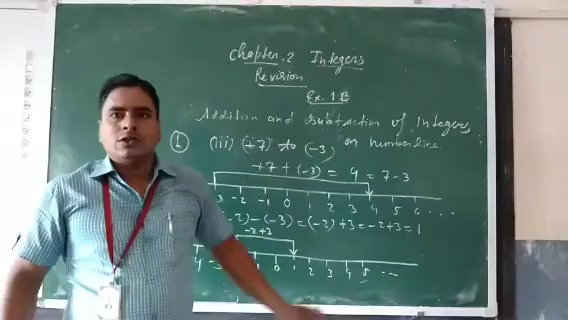 Chapter.2 Integers
Revision
Ex. 1B
Addition and subtraction of Integers
(iii) (+7) to (-3) on numberline.
+7 + (-3) = 4 = 7-3
3 -2 -1 0 1 2 3 4 5 6 ...
-2) - (-3) = (-2) + 3 = -2+3 = 1
-2+3
4 0 1 2 3 4 5 ...